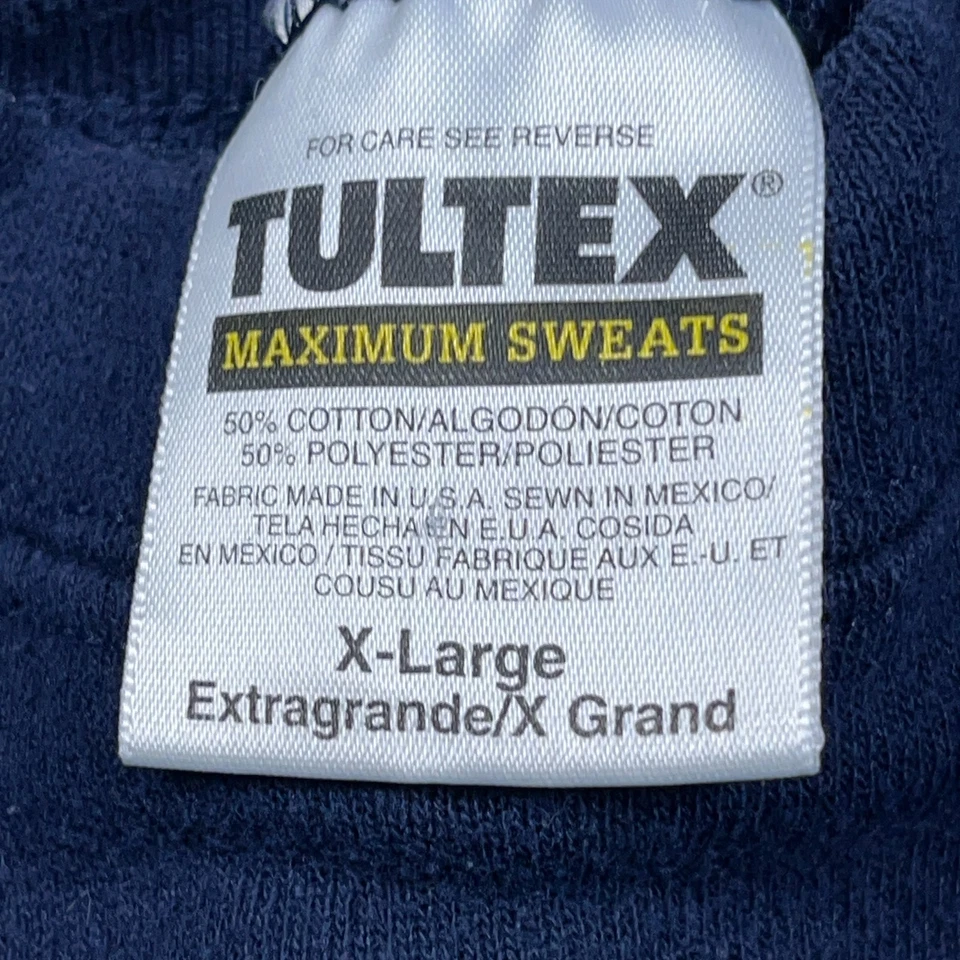 FOR CARE SEE REVERSE
TULTEX®
MAXIMUM SWEATS
50% COTTON/ALGODÓN/COTON
50% POLYESTER/POLIESTER
FABRIC MADE IN U.S.A. SEWN IN MEXICO/
TELA HECHA EN E.U.A. COSIDA
EN MEXICO / TISSU FABRIQUE AUX E.-U. ET
COUSU AU MEXIQUE
X-Large
Extragrande/X Grand